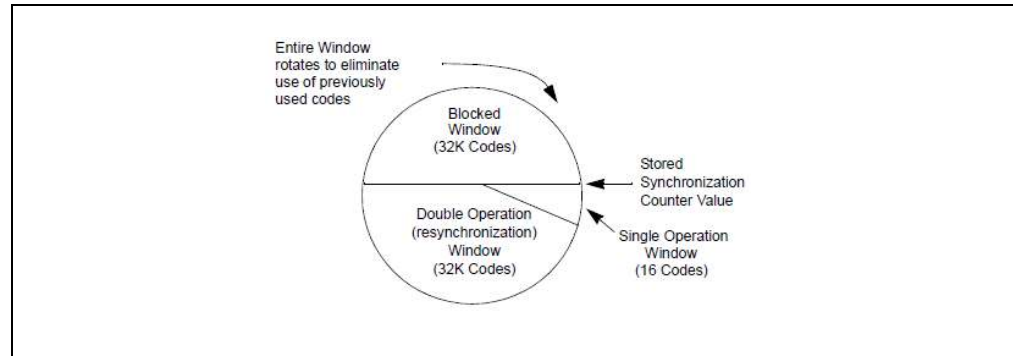 Entire Window
rotates to eliminate
use of previously
used codes
Blocked
Window
(32K Codes)
Stored
Synchronization
Counter Value
Double Operation
(resynchronization)
Window
(32K Codes)
Single Operation
Window
(16 Codes)